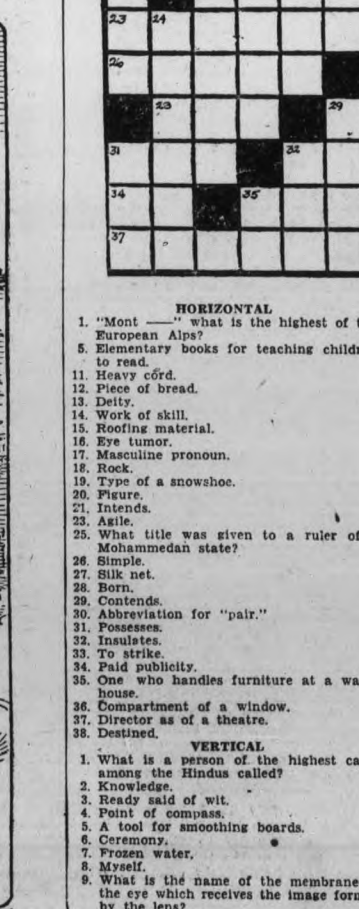 23 24
26
23 29
31 32
34 35
37
HORIZONTAL
1. "Mont ——" what is the highest of
European Alps?
5. Elementary books for teaching childr
to read.
11. Heavy cord.
12. Piece of bread.
13. Deity.
14. Work of skill.
15. Roofing material.
16. Eye tumor.
17. Masculine pronoun.
18. Rock.
19. Type of a snowshoe.
20. Figure.
21. Intends.
23. Agile.
25. What title was given to a ruler of
Mohammedan state?
26. Simple.
27. Silk net.
28. Born.
29. Contends.
30. Abbreviation for "pair."
31. Possesses.
32. Insulates.
33. To strike.
34. Paid publicity.
35. One who handles furniture at a wa
house.
36. Compartment of a window.
37. Director as of a theatre.
38. Destined.
VERTICAL
1. What is a person of the highest ca
among the Hindus called?
2. Knowledge.
3. Ready said of wit.
4. Point of compass.
5. A tool for smoothing boards.
6. Ceremony.
7. Frozen water.
8. Myself.
9. What is the name of the membrane
the eye which receives the image form
by the lens?